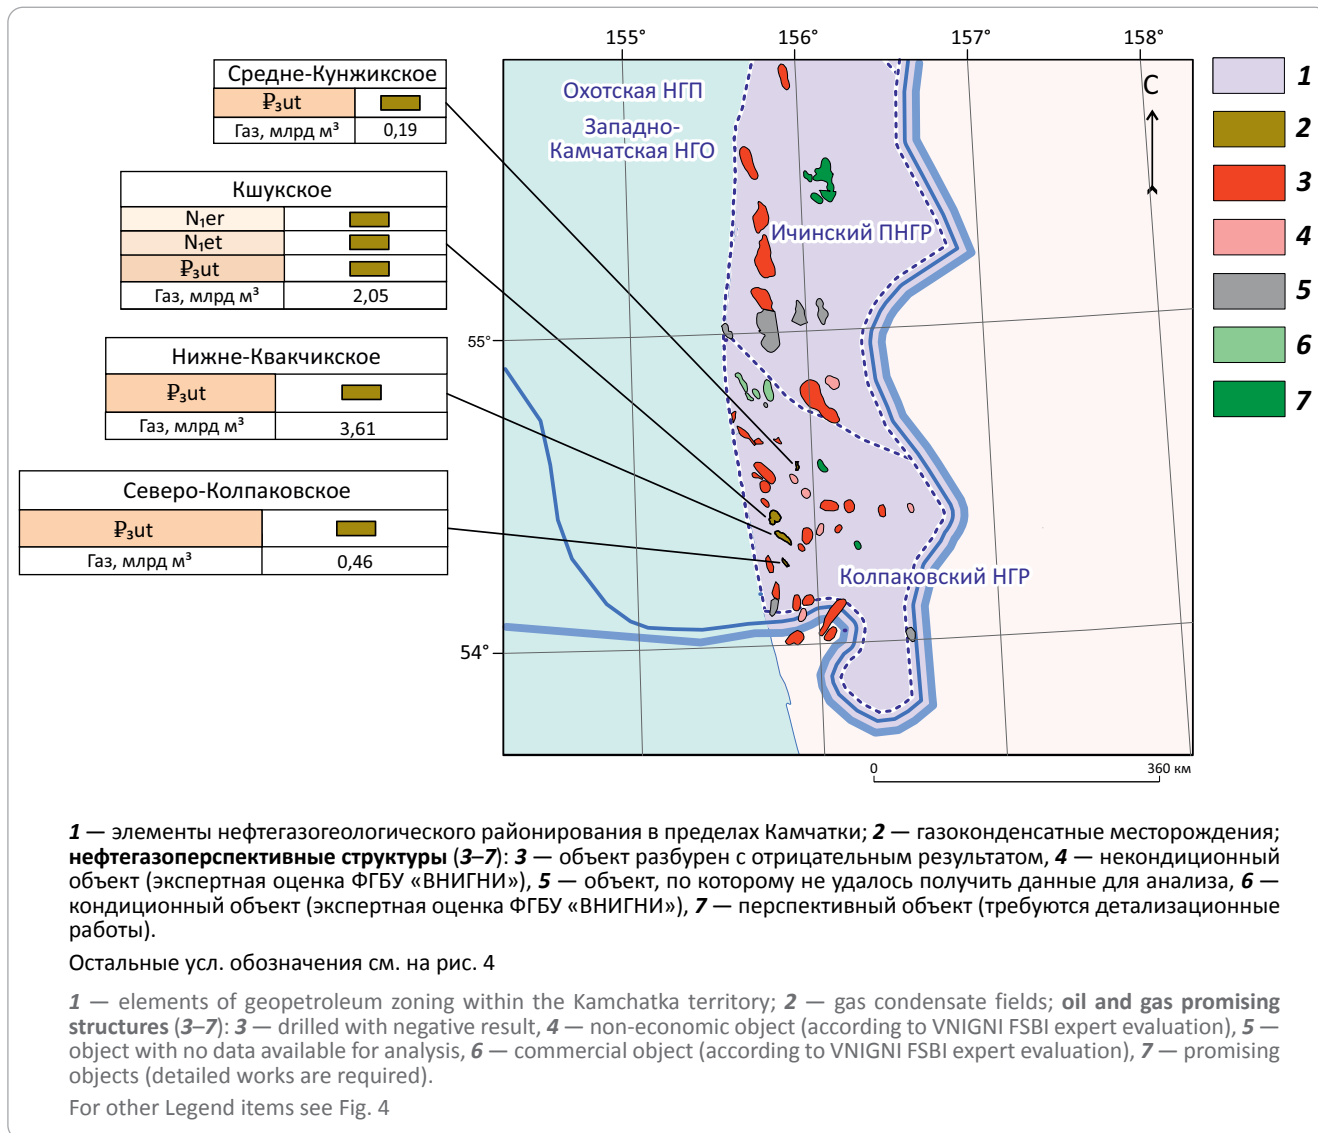 155°
156°
157°
158°
Средне-Кунжикское
₽₃ut
Газ, млрд м³
0,19
Кшукское
N₁er
N₁et
₽₃ut
Газ, млрд м³
2,05
Нижне-Квакчикское
₽₃ut
Газ, млрд м³
3,61
Северо-Колпаковское
₽₃ut
Газ, млрд м³
0,46
Охотская НГП
Западно-
Камчатская НГО
Ичинский ПНГР
Колпаковский НГР
С
55°
54°
0
360 км
1
2
3
4
5
6
7
1 — элементы нефтегазогеологического районирования в пределах Камчатки; 2 — газоконденсатные месторождения;
нефтегазоперспективные структуры (3–7): 3 — объект разбурен с отрицательным результатом, 4 — некондиционный
объект (экспертная оценка ФГБУ «ВНИГНИ»), 5 — объект, по которому не удалось получить данные для анализа, 6 —
кондиционный объект (экспертная оценка ФГБУ «ВНИГНИ»), 7 — перспективный объект (требуются детализационные
работы).
Остальные усл. обозначения см. на рис. 4
1 — elements of geopetroleum zoning within the Kamchatka territory; 2 — gas condensate fields; oil and gas promising
structures (3–7): 3 — drilled with negative result, 4 — non-economic object (according to VNIGNI FSBI expert evaluation), 5 —
object with no data available for analysis, 6 — commercial object (according to VNIGNI FSBI expert evaluation), 7 — promising
objects (detailed works are required).
For other Legend items see Fig. 4